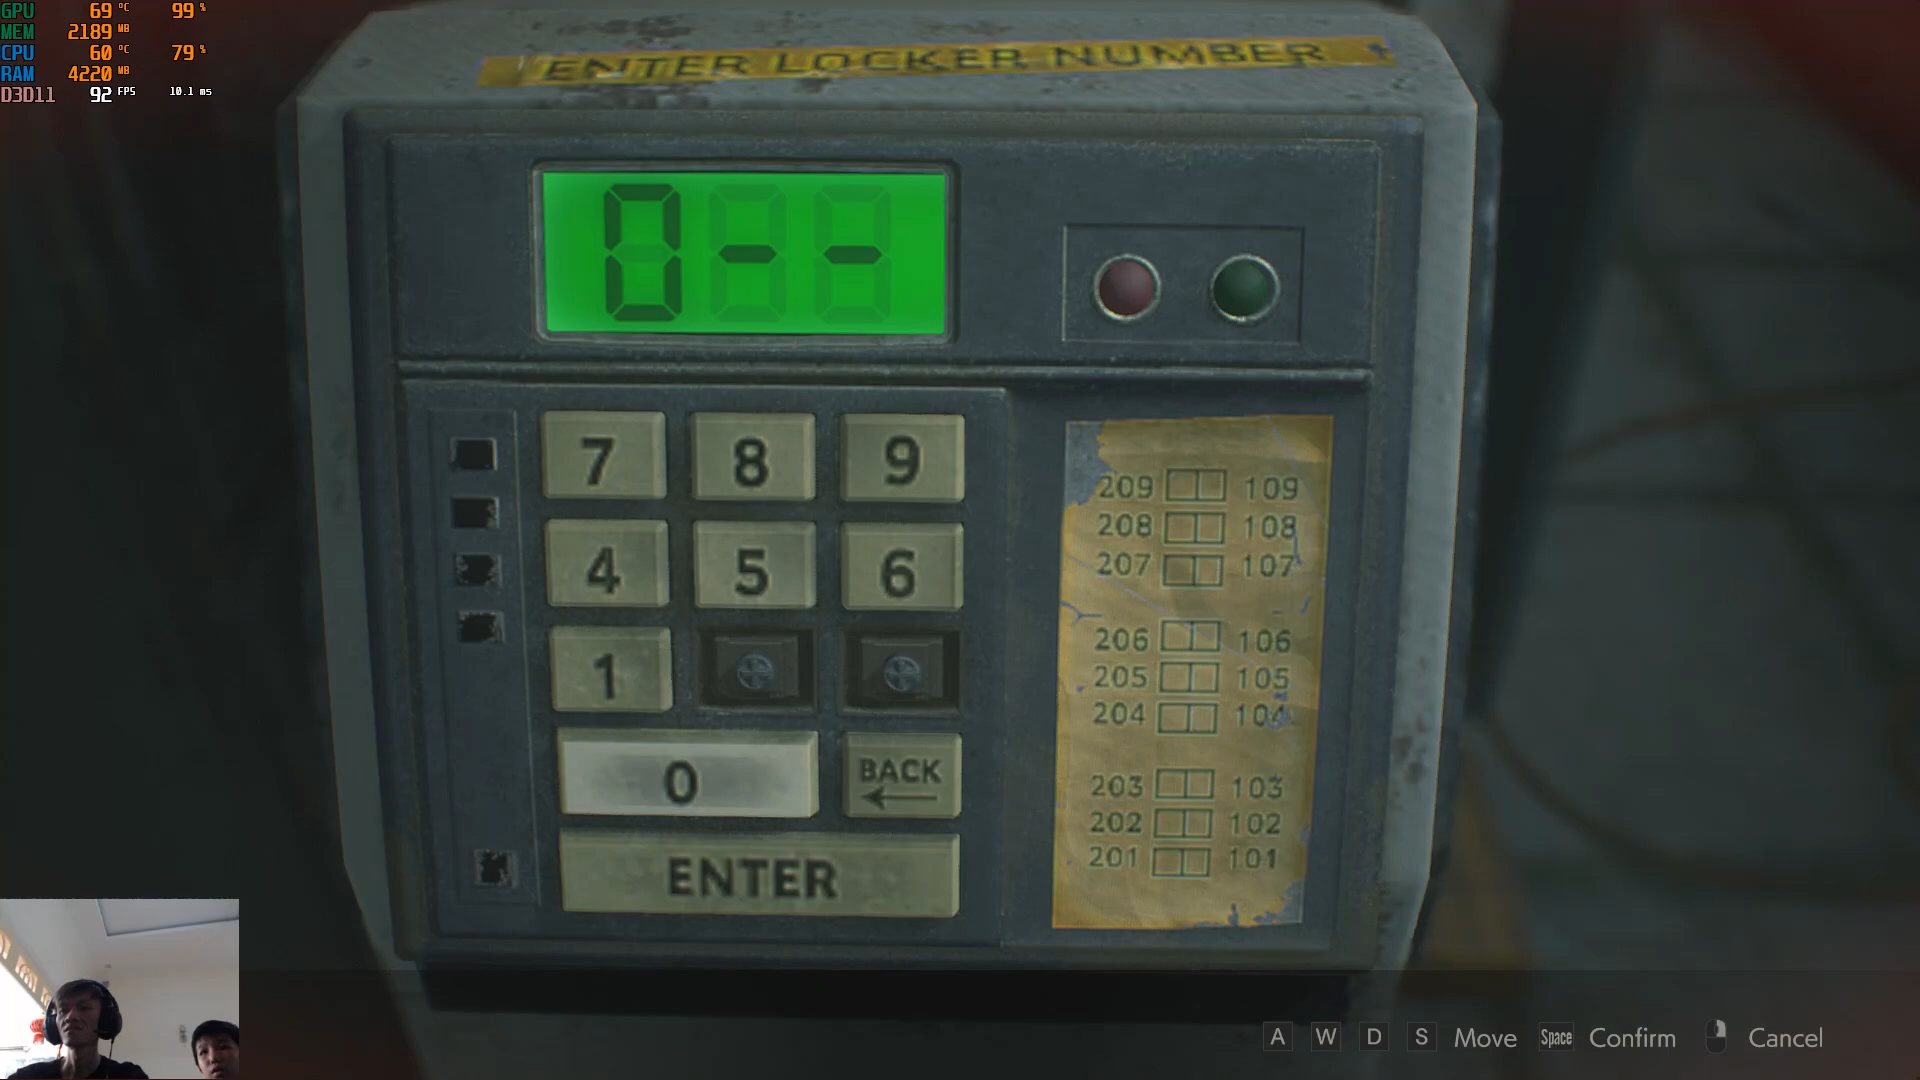 GPU 69 °C 99 %
MEM 2189 MB
CPU 60 °C 79 %
RAM 4220 MB
D3D11 92 FPS 10.1 ms
ENTER LOCKER NUMBER
0--
7 8 9
4 5 6
1
0 BACK
ENTER
209 109
208 108
207 107
206 106
205 105
204 104
203 103
202 102
201 101
A W D S Move Space Confirm Cancel